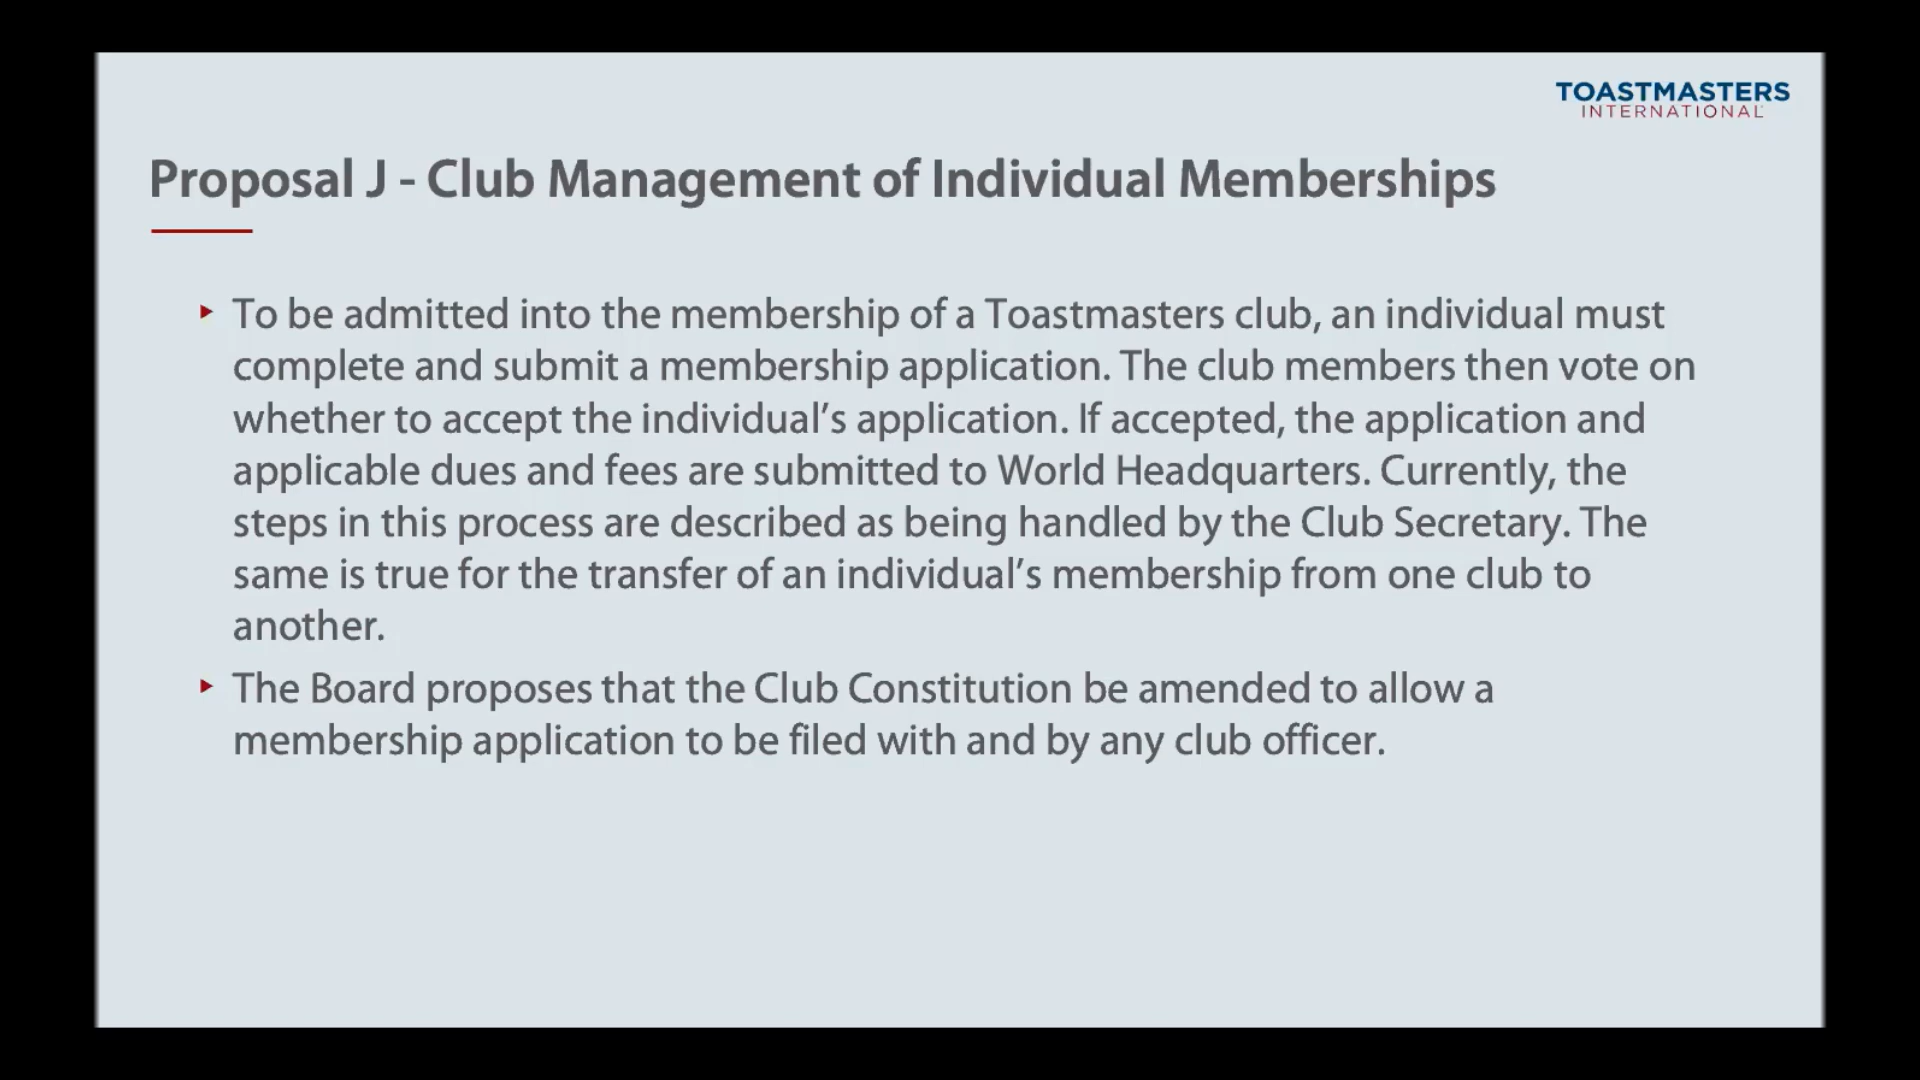 TOASTMASTERS
INTERNATIONAL
Proposal J - Club Management of Individual Memberships
‣ To be admitted into the membership of a Toastmasters club, an individual must
complete and submit a membership application. The club members then vote on
whether to accept the individual’s application. If accepted, the application and
applicable dues and fees are submitted to World Headquarters. Currently, the
steps in this process are described as being handled by the Club Secretary. The
same is true for the transfer of an individual’s membership from one club to
another.
‣ The Board proposes that the Club Constitution be amended to allow a
membership application to be filed with and by any club officer.